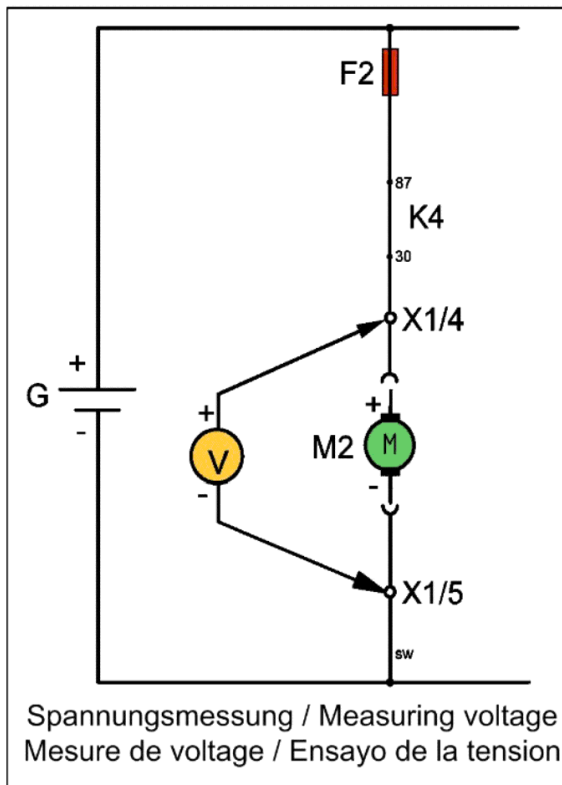 F2
87
K4
30
X1/4
+
G
-
+
V
-
+
M2 M
-
X1/5
sw
Spannungsmessung / Measuring voltage
Mesure de voltage / Ensayo de la tension